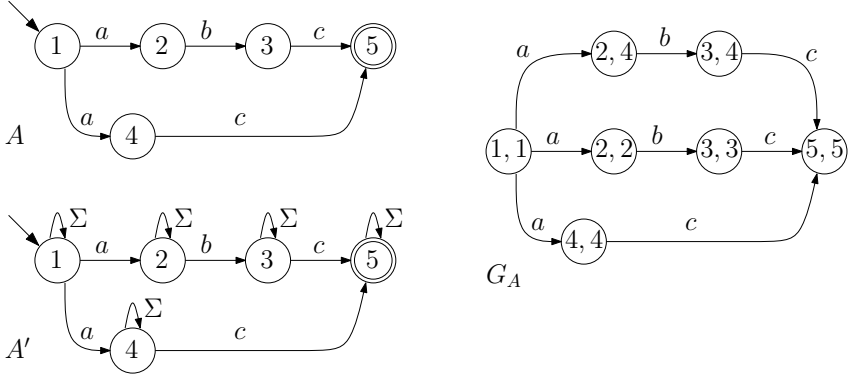 a b c
1 2 3 5
a c
4
A
Σ Σ Σ Σ
a b c
1 2 3 5
Σ
a c
4
A′
a b c
2, 4 3, 4
a b c
1, 1 2, 2 3, 3 5, 5
a c
4, 4
G_A